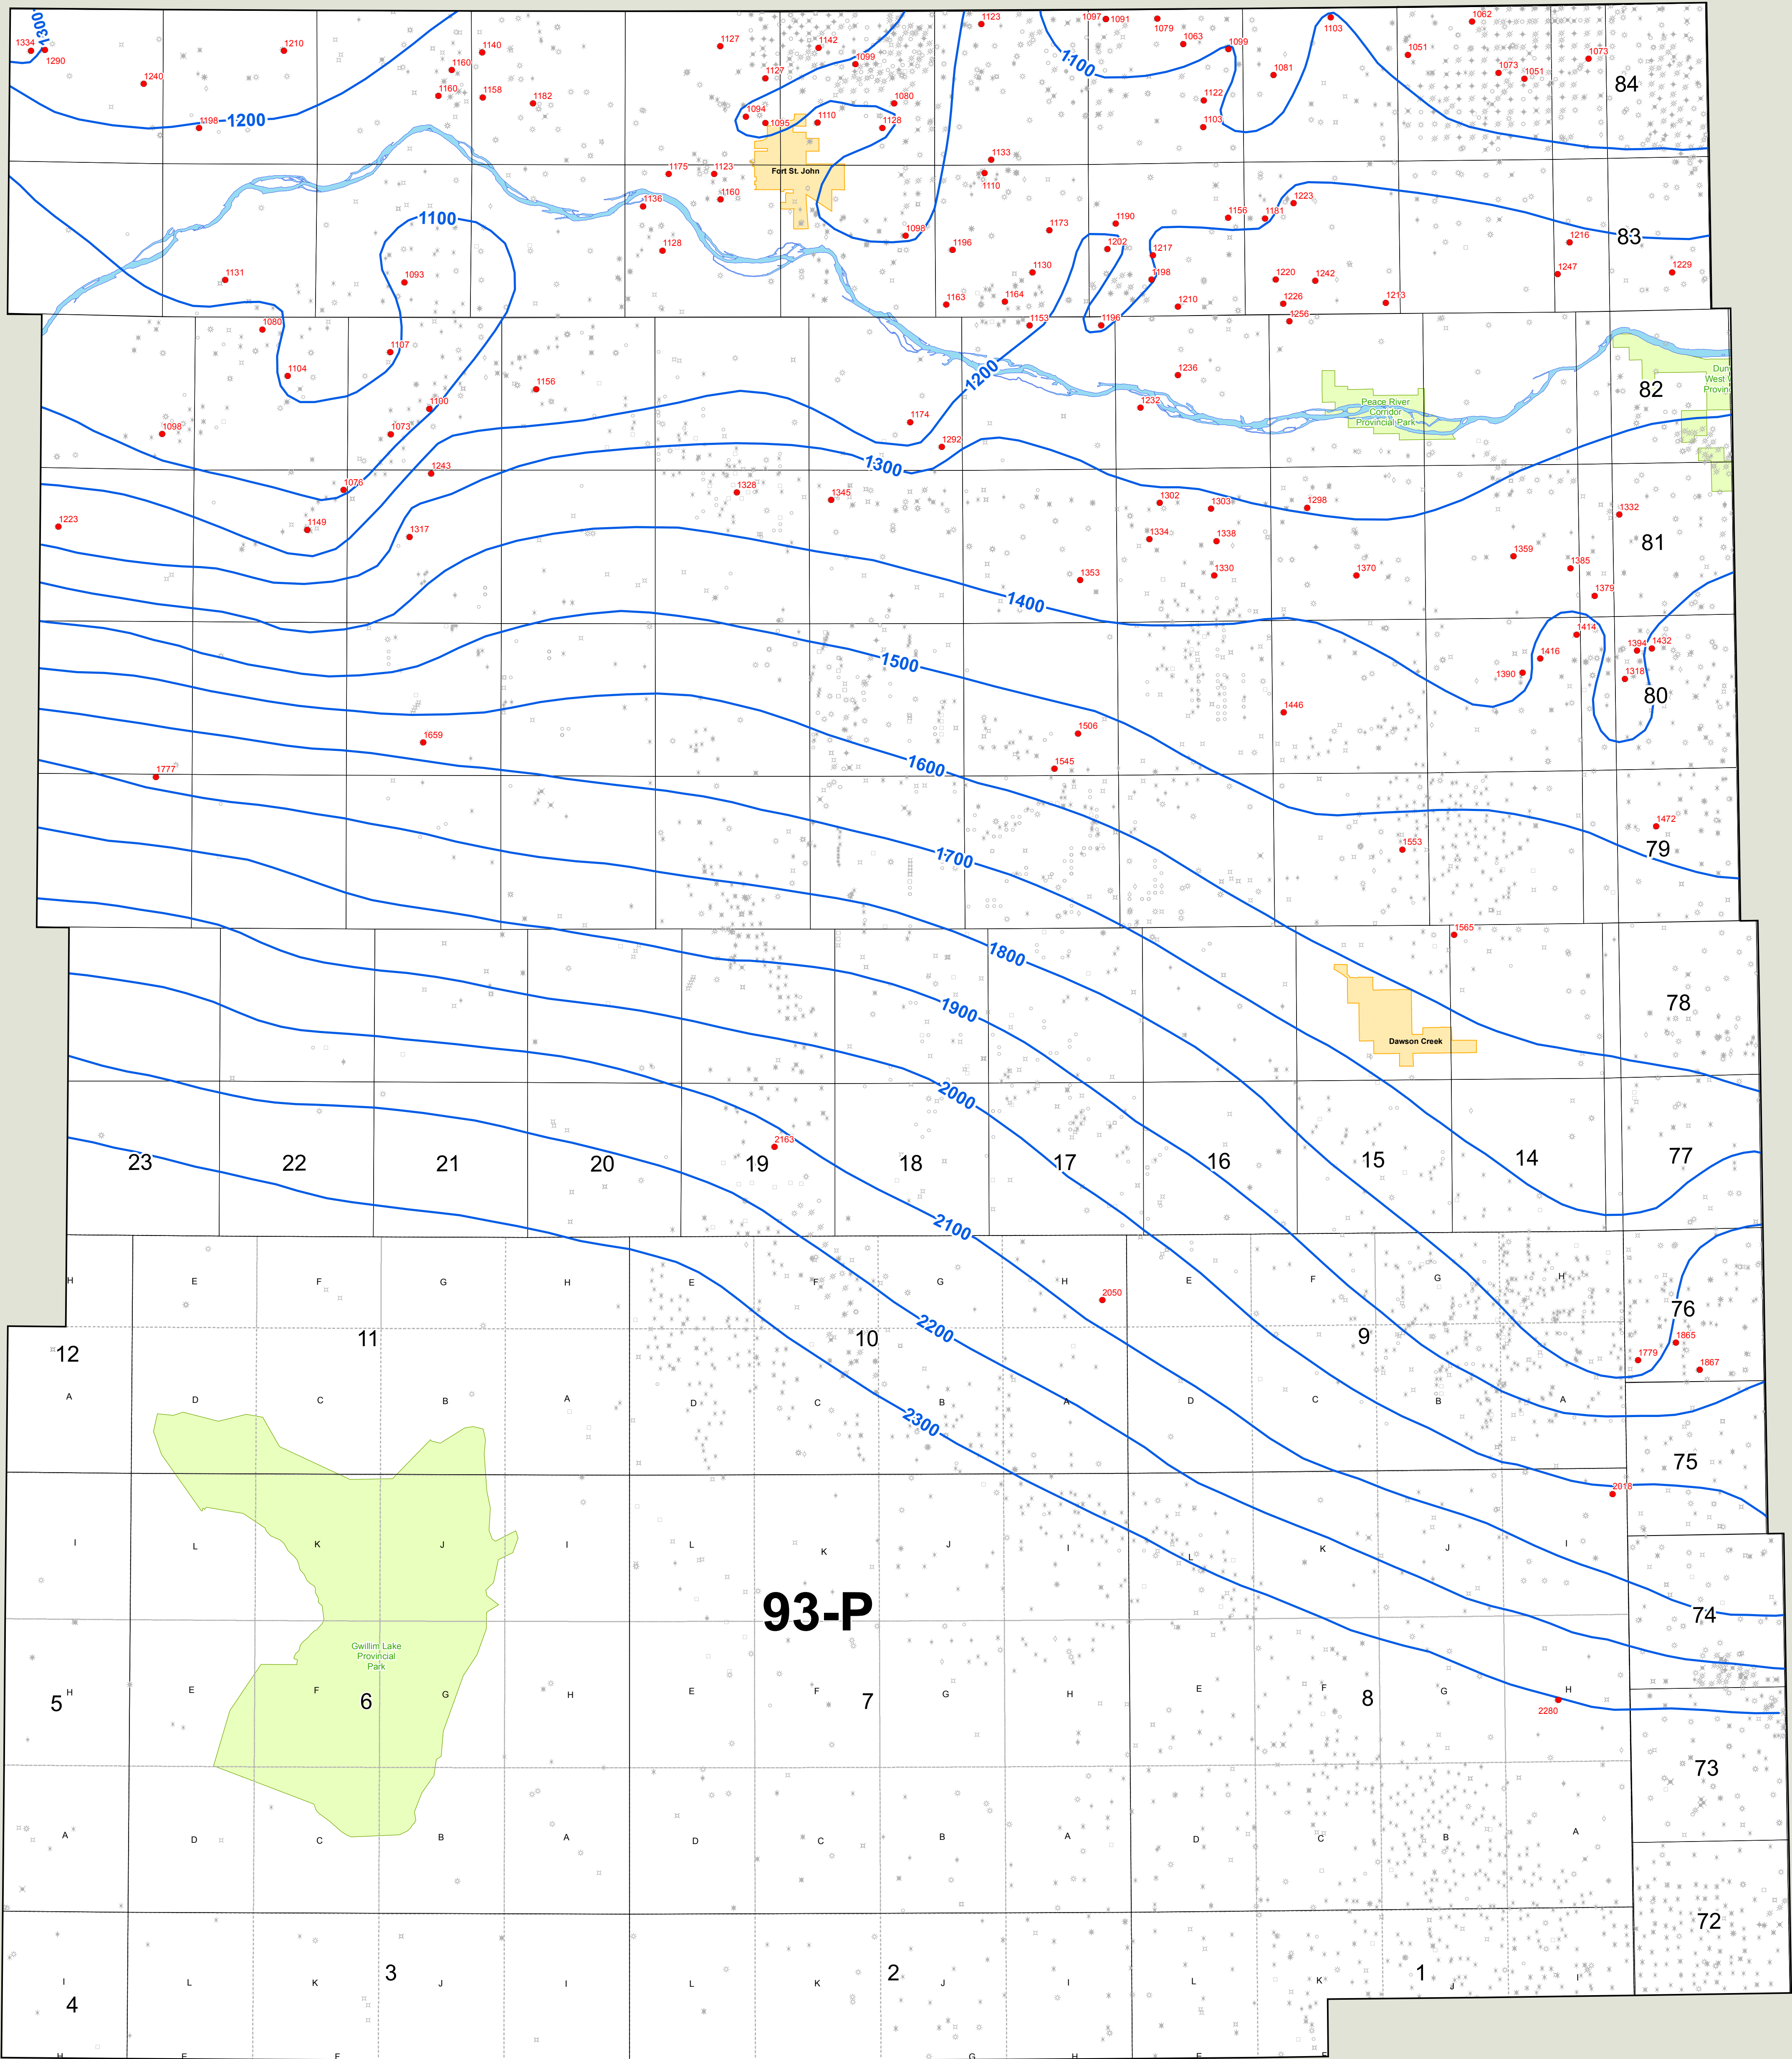 1300
1334
1290
1210
1240
1198
1200
1140
1160
1160
1158
1182
1127
1142
1127
1099
1094
1095
1110
1080
1128
1123
1097
1091
1100
1079
1063
1099
1081
1122
1103
1103
1062
1051
1073
1051
1073
84
1133
1110
1175
1123
Fort St. John
1160
1136
1128
1098
1196
1173
1190
1202
1217
1198
1156
1181
1223
1130
1164
1163
1153
1196
1210
1220
1242
1226
1256
1213
1216
1247
1229
83
1131
1100
1093
1080
1107
1104
1156
1100
1098
1073
1243
1076
1149
1223
1317
1174
1292
1200
1236
1232
Peace River
Corridor
Provincial Park
Dun
West
Provinc
82
1300
1328
1345
1302
1303
1298
1334
1338
1330
1353
1370
1332
1359
1385
1379
81
1400
1414
1416
1390
1394
1432
1318
80
1500
1446
1506
1545
1659
1777
1600
1472
79
1553
1700
1565
1800
78
1900
Dawson Creek
2000
2163
23
22
21
20
19
18
17
16
15
14
77
2100
H
E
F
G
H
E
F
G
H
E
F
G
H
2050
76
12
11
10
9
2200
1865
1779
1867
A
D
C
B
A
D
C
B
A
D
C
B
A
2300
75
2018
I
L
K
J
I
L
K
J
I
L
K
J
I
93-P
74
Gwillim Lake
Provincial
Park
5
H
E
F
6
G
H
E
F
7
G
H
E
F
8
G
H
2280
73
A
D
C
B
A
D
C
B
A
D
C
B
A
72
I
L
K
3
J
I
L
K
2
J
I
L
K
1
J
I
4
H
E
F
G
H
E
F